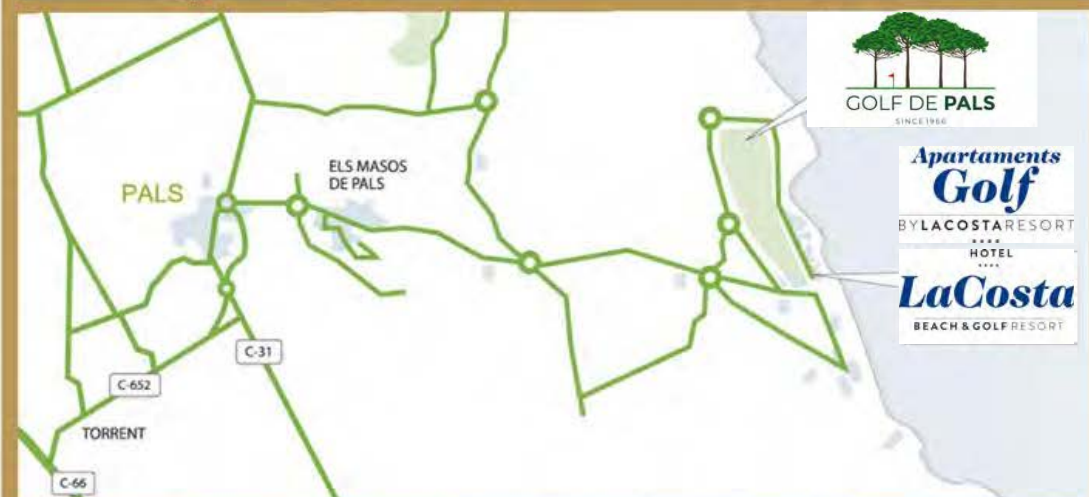 GOLF DE PALS
SINCE 1966
Apartaments
Golf
BY LACOSTA RESORT
HOTEL
LaCosta
BEACH & GOLF RESORT
ELS MASOS
DE PALS
PALS
C-31
C-652
TORRENT
C-66